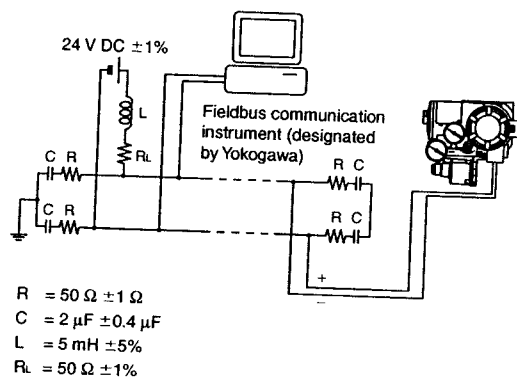 24 V DC ±1%
L
Fieldbus communication
instrument (designated
by Yokogawa)
RL
C R
C R
R C
R C
+
−
R = 50 Ω ±1 Ω
C = 2 µF ±0.4 µF
L = 5 mH ±5%
RL = 50 Ω ±1%